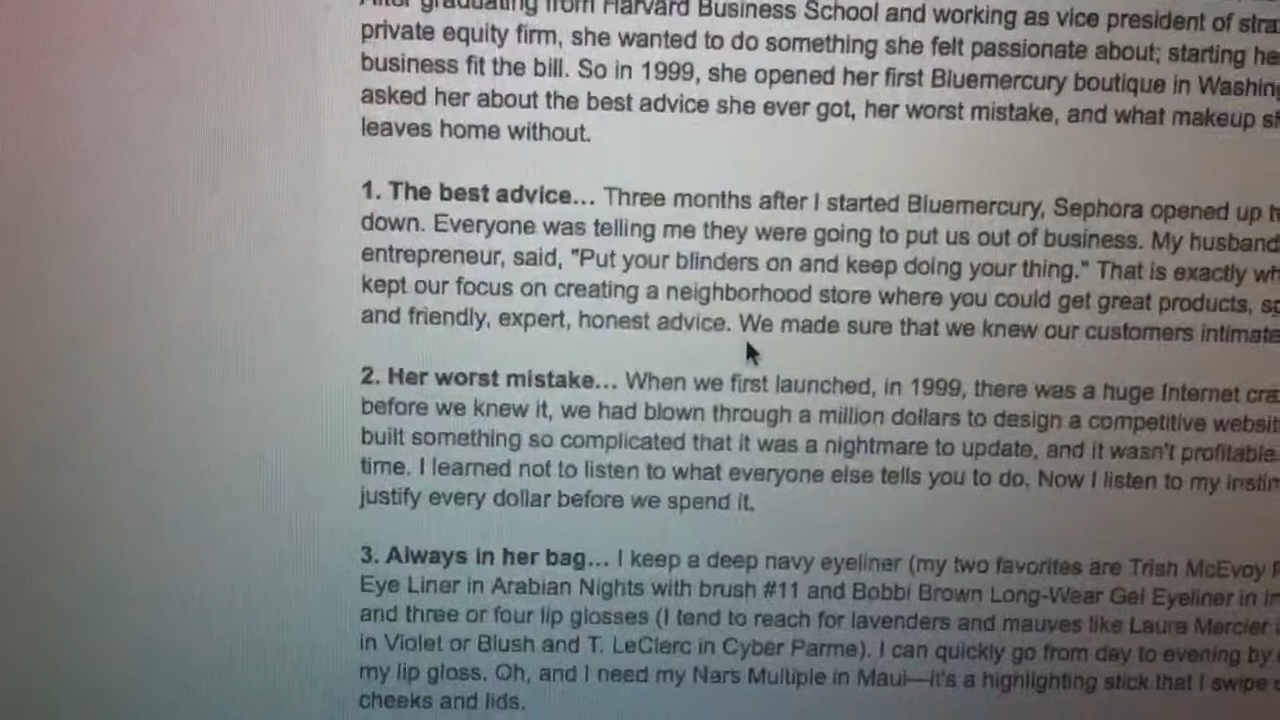 After graduating from Harvard Business School and working as vice president of
private equity firm, she wanted to do something she felt passionate about; starting
business fit the bill. So in 1999, she opened her first Bluemercury boutique in
asked her about the best advice she ever got, her worst mistake, and what makeup
leaves home without.
1. The best advice... Three months after I started Bluemercury, Sephora opened up
down. Everyone was telling me they were going to put us out of business. My husband
entrepreneur, said, "Put your blinders on and keep doing your thing." That is exactly
kept our focus on creating a neighborhood store where you could get great products,
and friendly, expert, honest advice. We made sure that we knew our customers
2. Her worst mistake... When we first launched, in 1999, there was a huge Internet
before we knew it, we had blown through a million dollars to design a competitive
built something so complicated that it was a nightmare to update, and it wasn't profitable
time. I learned not to listen to what everyone else tells you to do. Now I listen to my
justify every dollar before we spend it.
3. Always in her bag... I keep a deep navy eyeliner (my two favorites are Trish McEvoy
Eye Liner in Arabian Nights with brush #11 and Bobbi Brown Long-Wear Gel Eyeliner in
and three or four lip glosses (I tend to reach for lavenders and mauves like Laura Mercier
in Violet or Blush and T. LeClerc in Cyber Parme). I can quickly go from day to evening by
my lip gloss. Oh, and I need my Nars Multiple in Maui—it's a highlighting stick that I swipe
cheeks and lids.